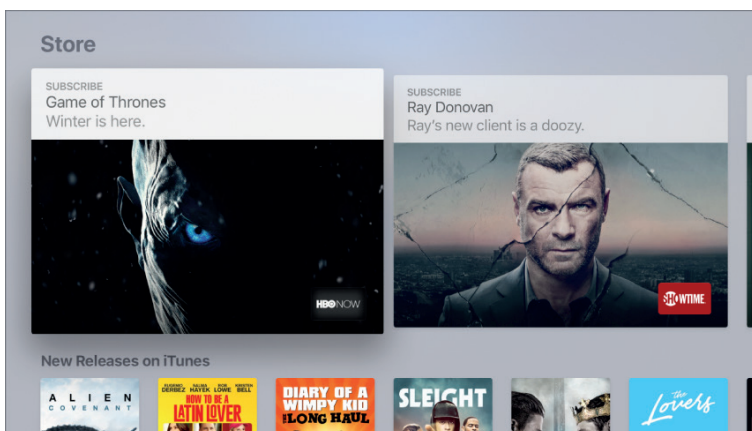 Store
SUBSCRIBE
Game of Thrones
Winter is here.
HBO NOW
SUBSCRIBE
Ray Donovan
Ray's new client is a doozy.
SHOWTIME
New Releases on iTunes
ALIEN
COVENANT
EUGENIO DERBEZ SALMA HAYEK ROB LOWE KRISTEN BELL
HOW TO BE A
LATIN LOVER
DIARY OF A
WIMPY KID
THE LONG HAUL
SLEIGHT
the
Lovers